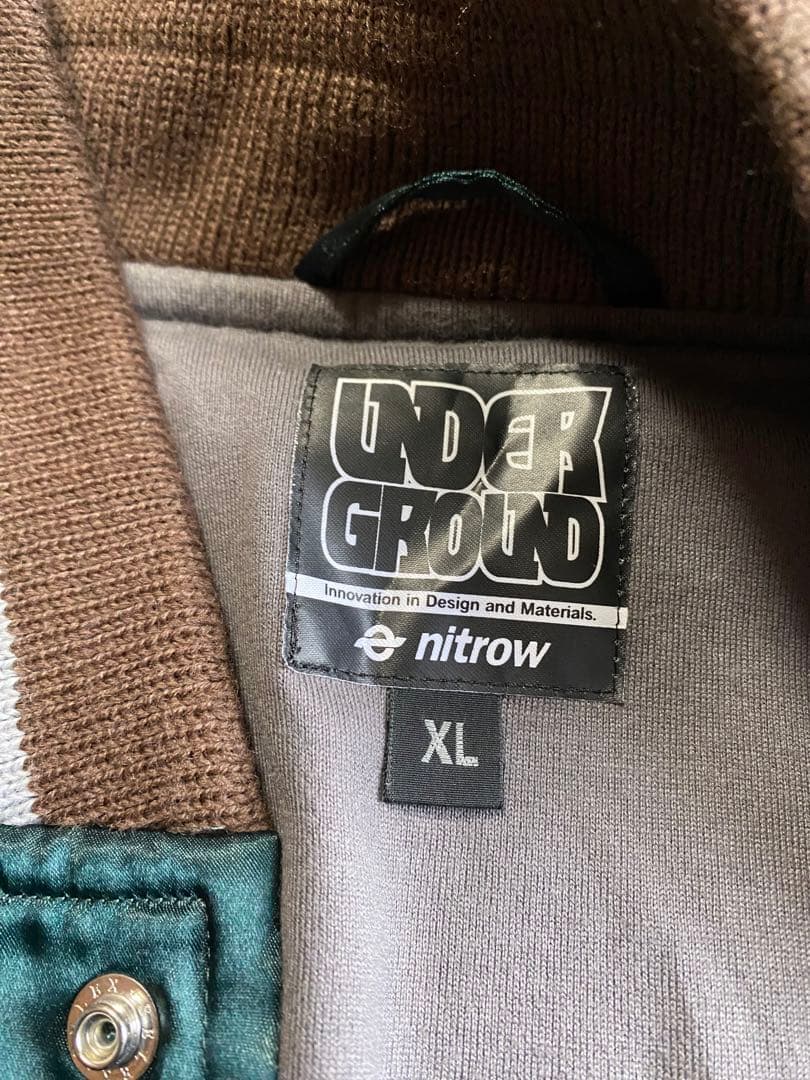 UNDER
GROUND
Innovation in Design and Materials.
nitrow
XL